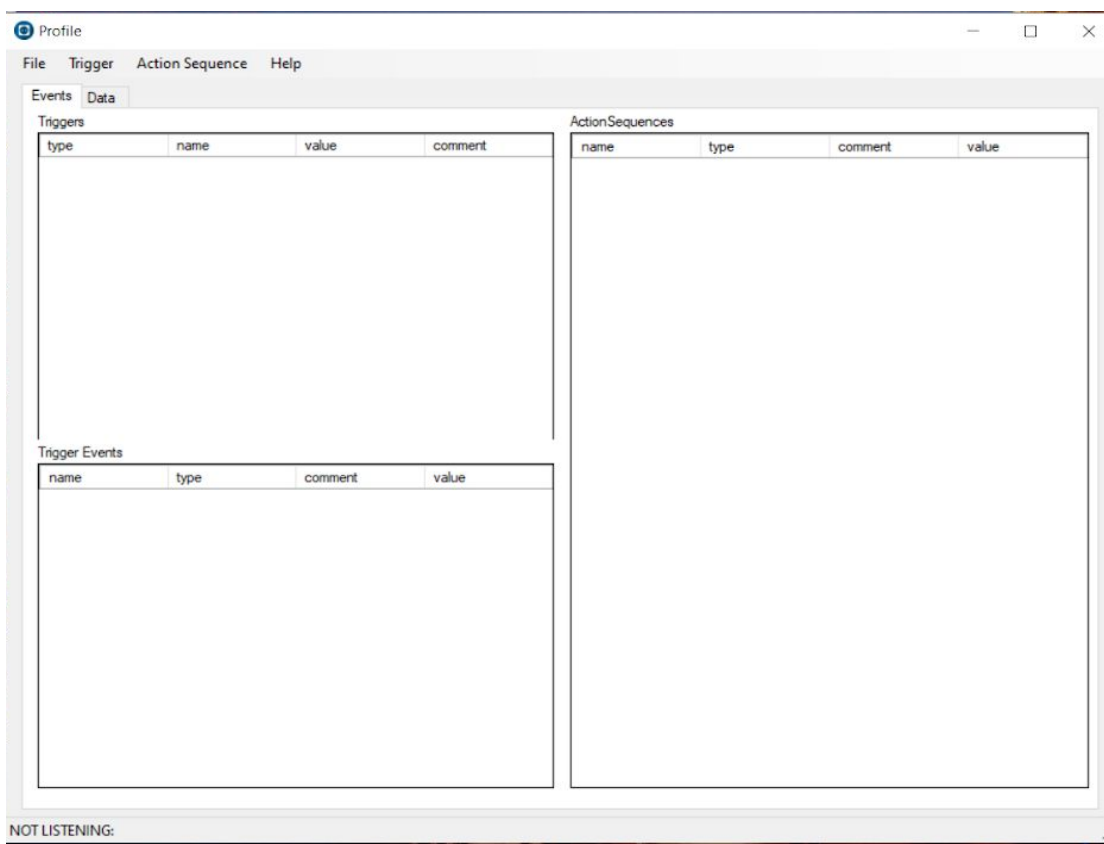 Profile
File Trigger Action Sequence Help
Events Data
Triggers
type name value comment
Trigger Events
name type comment value
ActionSequences
name type comment value
NOT LISTENING: